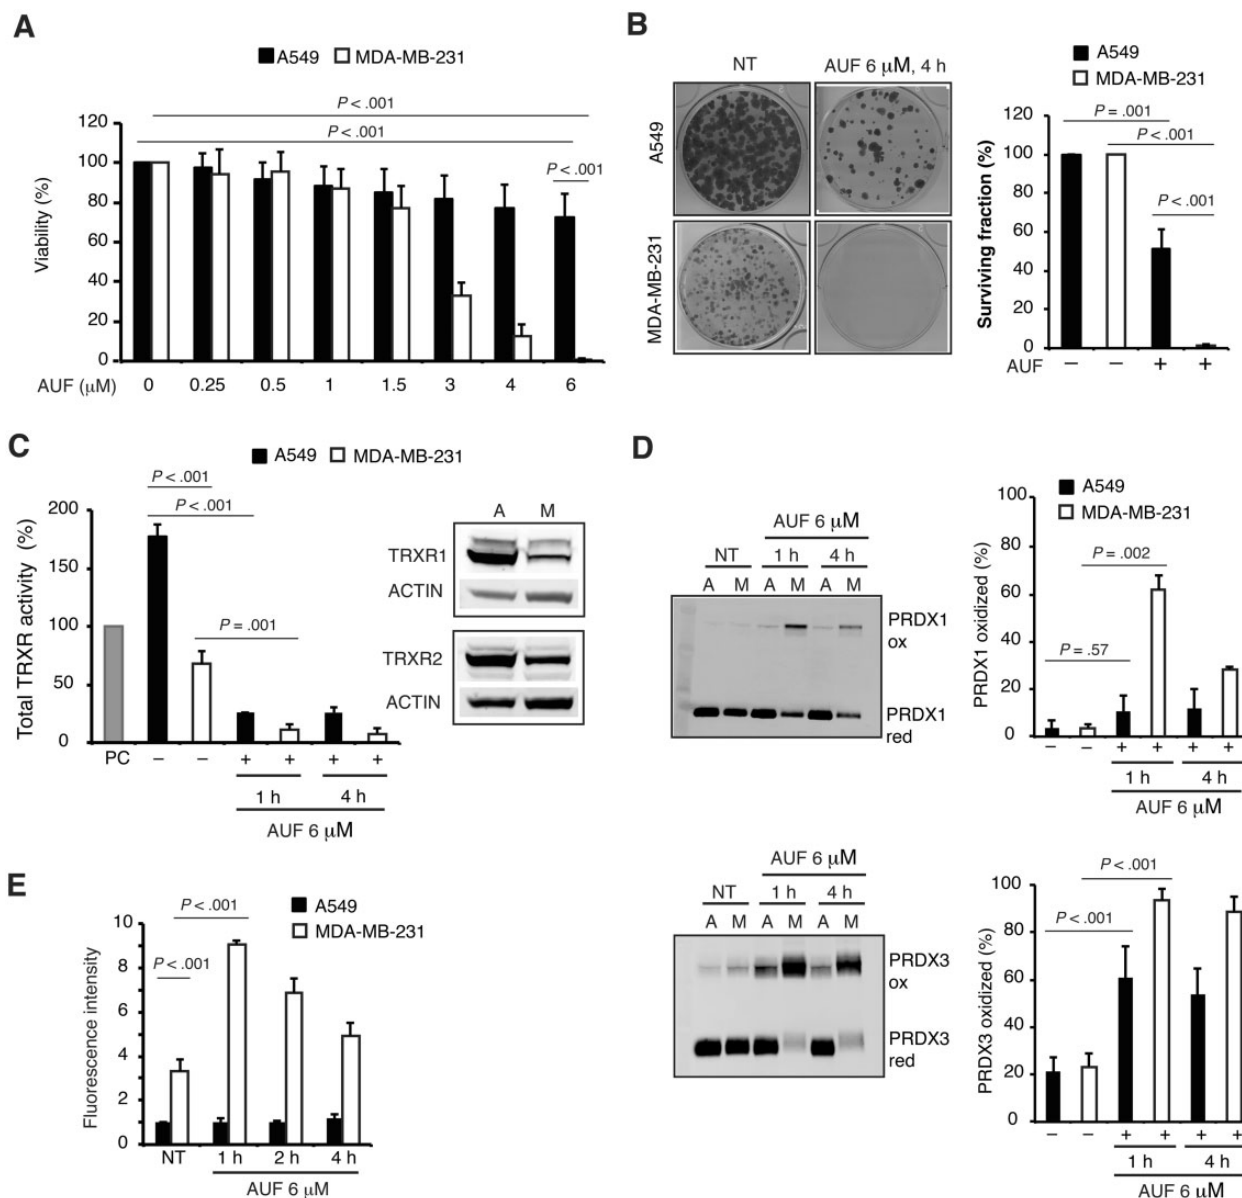 A
A549 MDA-MB-231
P < .001
P < .001
P < .001
Viability (%)
120
100
80
60
40
20
0
AUF (μM) 0 0.25 0.5 1 1.5 3 4 6
B
NT AUF 6 μM, 4 h
A549
MDA-MB-231
A549
MDA-MB-231
P = .001
P < .001
P < .001
Surviving fraction (%)
120
100
80
60
40
20
0
AUF − − + +
C
A549 MDA-MB-231
P < .001
P < .001
P = .001
Total TRXR activity (%)
200
150
100
50
0
PC − − + + + +
1 h 4 h
AUF 6 μM
A M
TRXR1
ACTIN
TRXR2
ACTIN
D
AUF 6 μM
NT 1 h 4 h
A M A M A M
PRDX1
ox
PRDX1
red
A549
MDA-MB-231
P = .002
P = .57
PRDX1 oxidized (%)
100
80
60
40
20
0
− − + + + +
1 h 4 h
AUF 6 μM
AUF 6 μM
NT 1 h 4 h
A M A M A M
PRDX3
ox
PRDX3
red
P < .001
P < .001
PRDX3 oxidized (%)
100
80
60
40
20
0
− − + + + +
1 h 4 h
AUF 6 μM
E
A549
MDA-MB-231
P < .001
P < .001
Fluorescence intensity
10
8
6
4
2
0
NT 1 h 2 h 4 h
AUF 6 μM